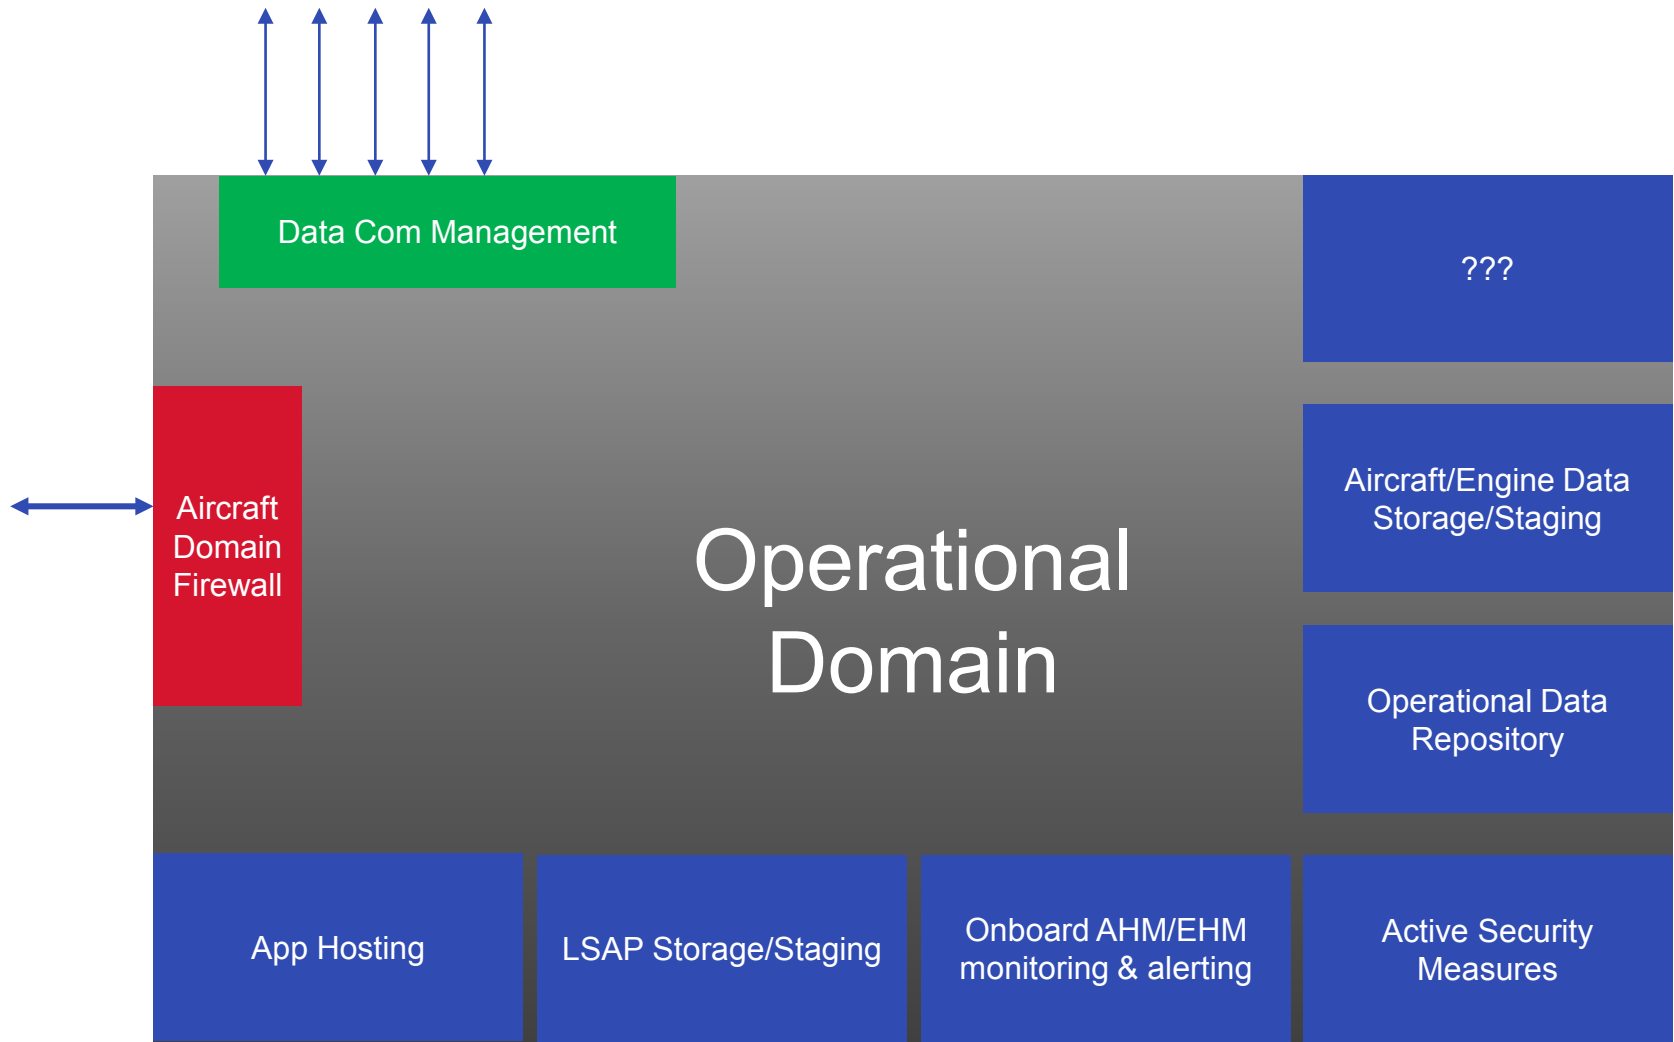 Data Com Management
???
Aircraft
Domain
Firewall
Aircraft/Engine Data
Storage/Staging
Operational
Domain
Operational Data
Repository
App Hosting
LSAP Storage/Staging
Onboard AHM/EHM
monitoring & alerting
Active Security
Measures